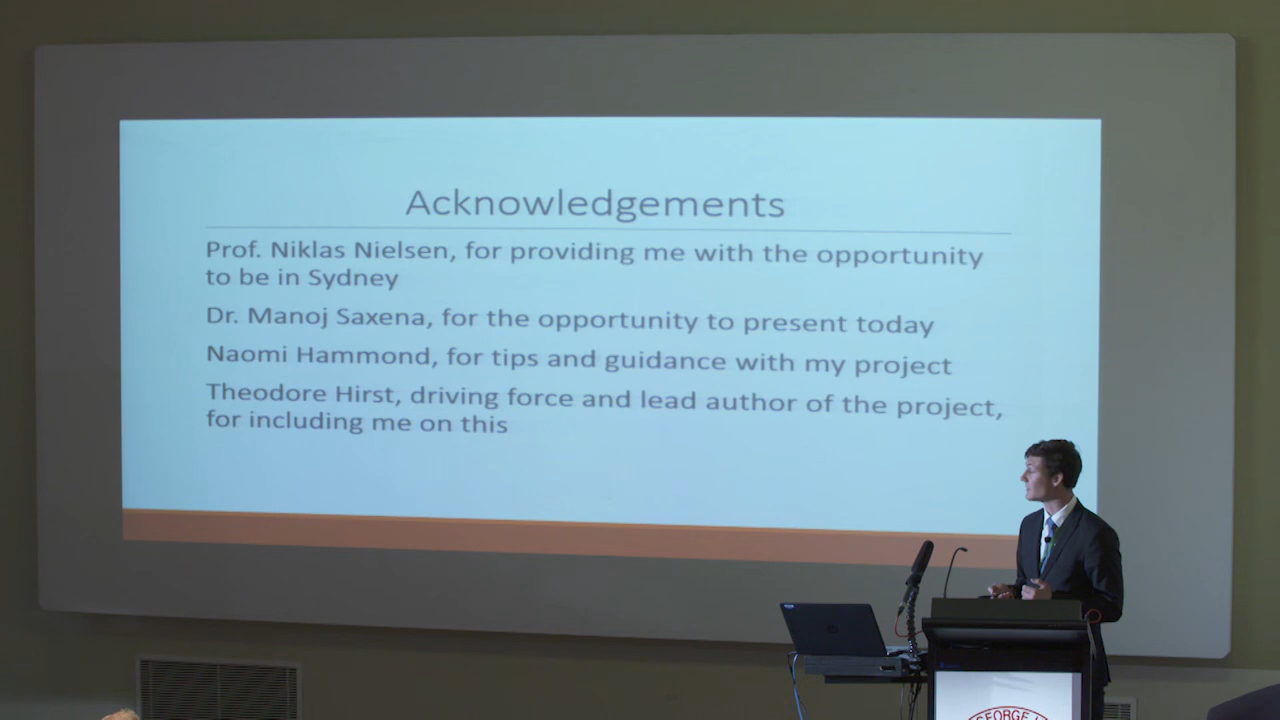 Acknowledgements
Prof. Niklas Nielsen, for providing me with the opportunity
to be in Sydney
Dr. Manoj Saxena, for the opportunity to present today
Naomi Hammond, for tips and guidance with my project
Theodore Hirst, driving force and lead author of the project,
for including me on this
GEORGE